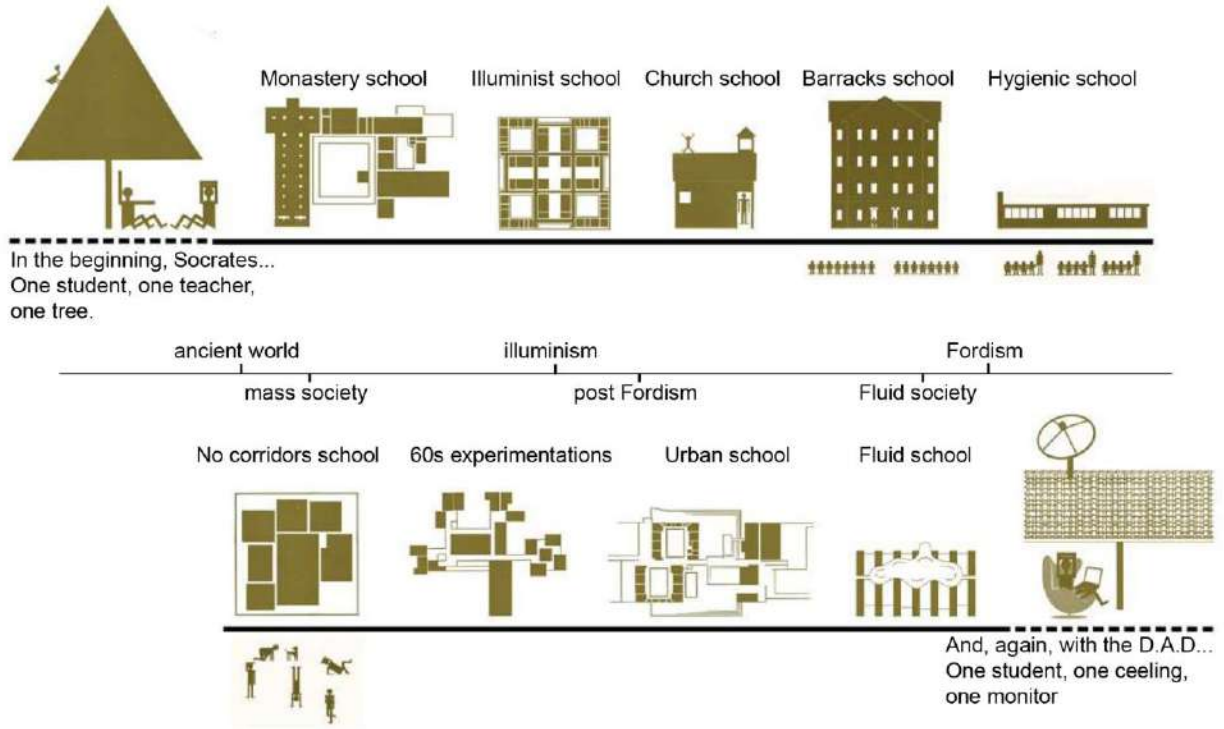 Monastery school
Illuminist school
Church school
Barracks school
Hygienic school
In the beginning, Socrates...
One student, one teacher,
one tree.
ancient world
illuminism
Fordism
mass society
post Fordism
Fluid society
No corridors school
60s experimentations
Urban school
Fluid school
And, again, with the D.A.D...
One student, one ceeling,
one monitor